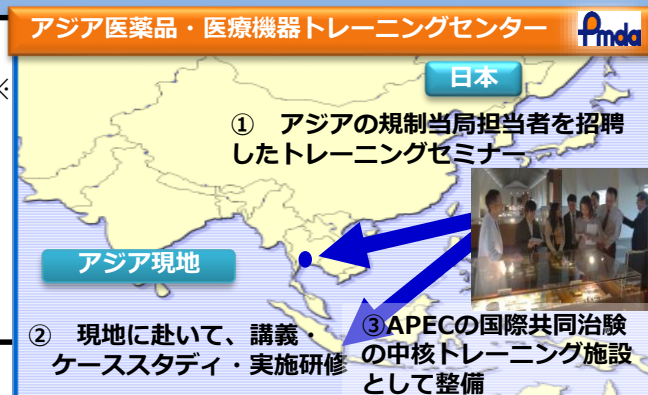 アジア医薬品・医療機器トレーニングセンター
Pmda
※
日本
① アジアの規制当局担当者を招聘
したトレーニングセミナー
アジア現地
② 現地に赴いて、講義・
ケーススタディ・実施研修
③APECの国際共同治験
の中核トレーニング施設
として整備